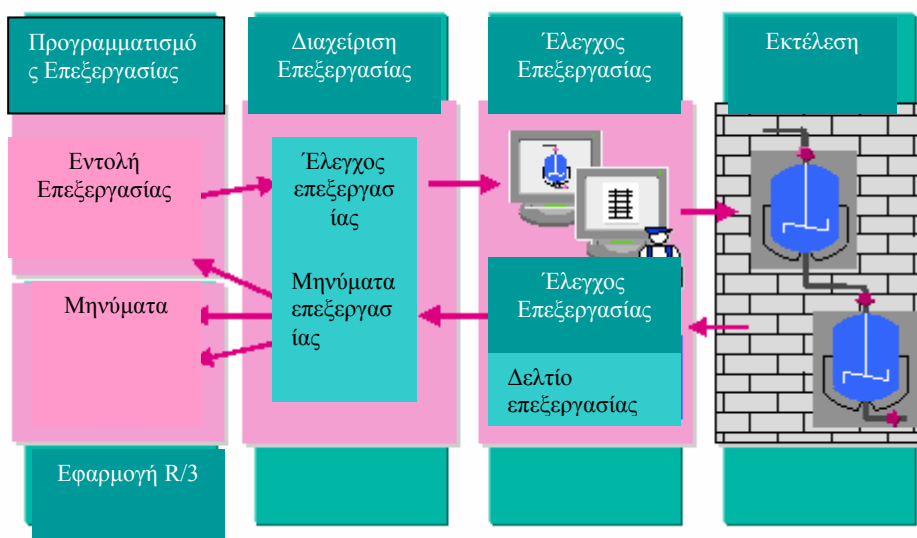 Προγραμματισμό
ς Επεξεργασίας
Διαχείριση
Επεξεργασίας
Έλεγχος
Επεξεργασίας
Εκτέλεση
Εντολή
Επεξεργασίας
Έλεγχος
επεξεργασ
ίας
Μηνύματα
Μηνύματα
επεξεργασ
ίας
Έλεγχος
Επεξεργασίας
Δελτίο
επεξεργασίας
Εφαρμογή R/3